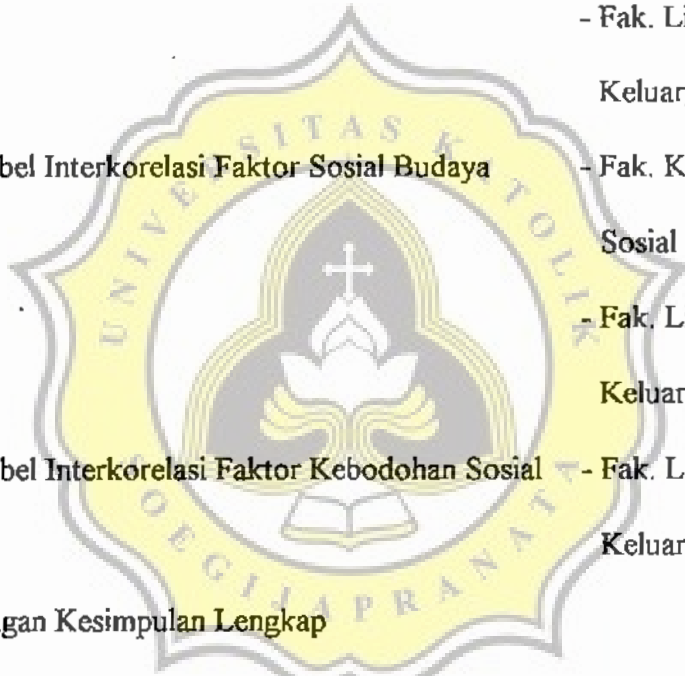 - Fak. Li
Keluar
bel Interkorelasi Faktor Sosial Budaya - Fak. K
Sosial
- Fak. L
Keluar
bel Interkorelasi Faktor Kebodohan Sosial - Fak. L
Keluar
gan Kesimpulan Lengkap
UNIVERSITAS KATOLIK
SOEGIJAPRANATA